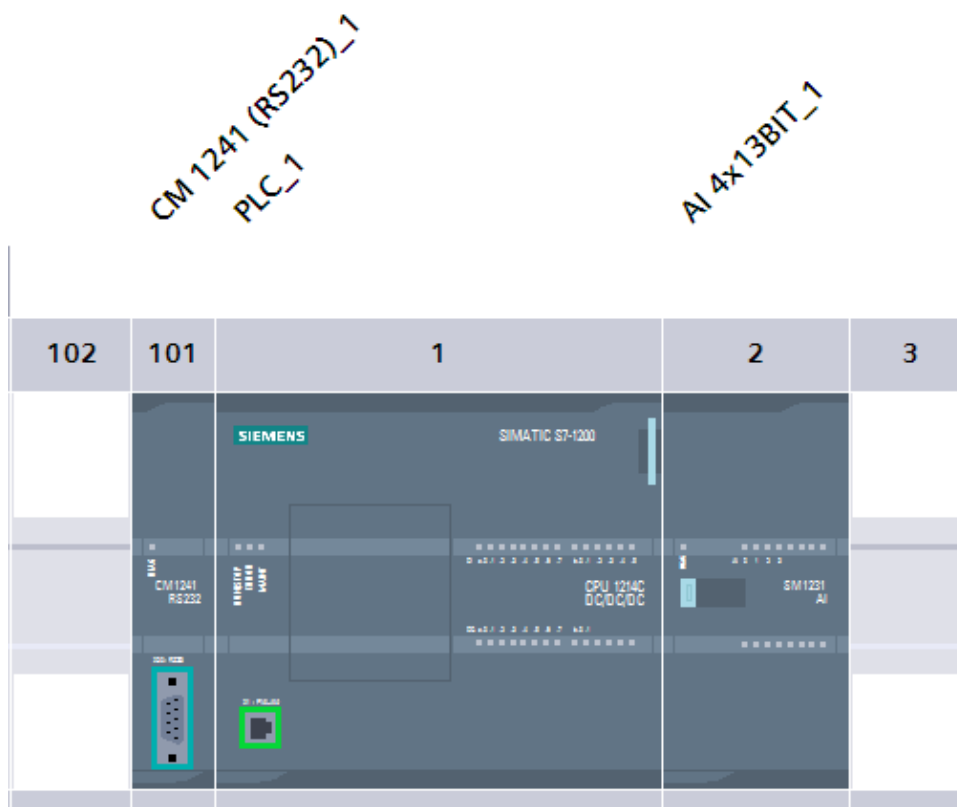 CM 1241 (RS232)_1
PLC_1
AI 4x13BIT_1
102 101 1 2 3
SIEMENS SIMATIC S7-1200
CM1241
RS232
CPU 1214C
DC/DC/DC
SM1231
AI